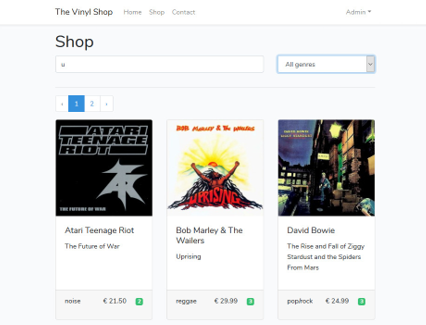 The Vinyl Shop Home Shop Contact Admin
Shop
u All genres
‹ 1 2 ›
ATARI TEENAGE RIOT
THE FUTURE OF WAR
BOB MARLEY & THE WAILERS
UPRISING
DAVID BOWIE
Atari Teenage Riot
The Future of War
Bob Marley & The
Wailers
Uprising
David Bowie
The Rise and Fall of Ziggy
Stardust and the Spiders
From Mars
noise € 21.50
reggae € 29.99
pop/rock € 24.99